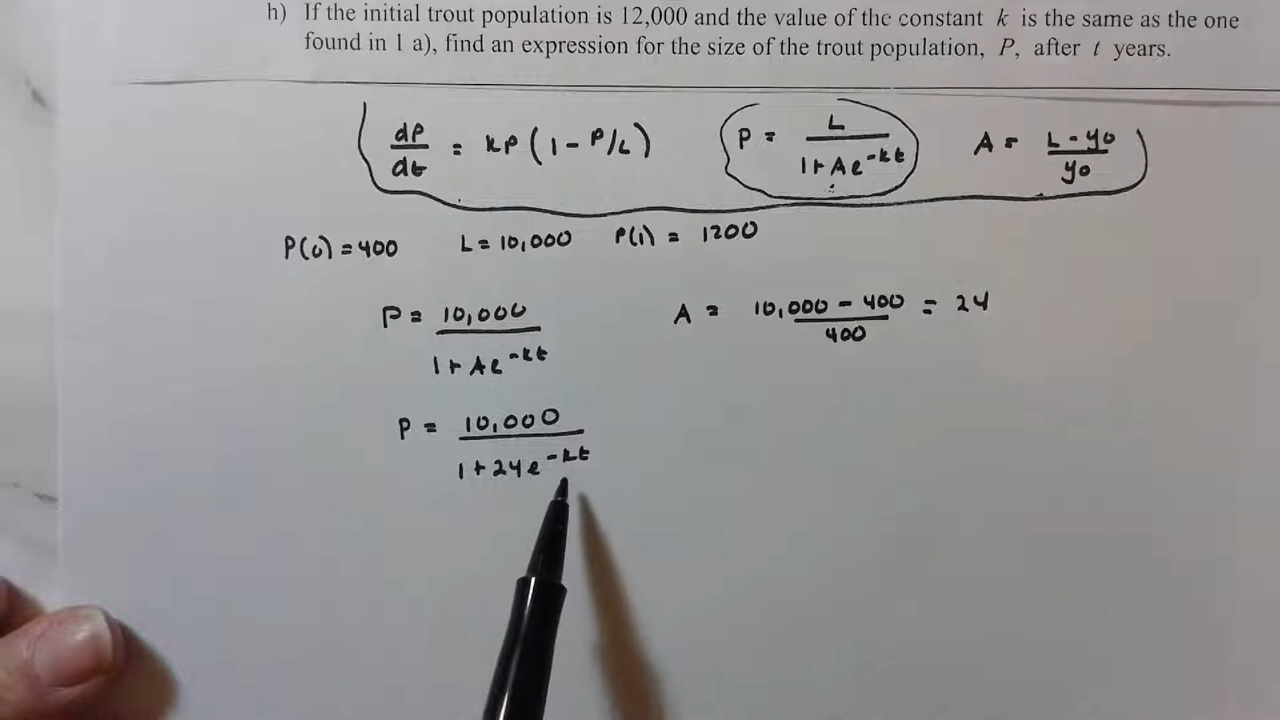 h) If the initial trout population is 12,000 and the value of the constant k is the same as the one
found in 1 a), find an expression for the size of the trout population, P, after t years.
dP/dt = kP(1 - P/L) P = L/(1 + Ae^-kt) A = (L - y0)/y0
P(0) = 400 L = 10,000 P(1) = 1200
P = 10,000/(1 + Ae^-kt) A = (10,000 - 400)/400 = 24
P = 10,000/(1 + 24e^-kt)